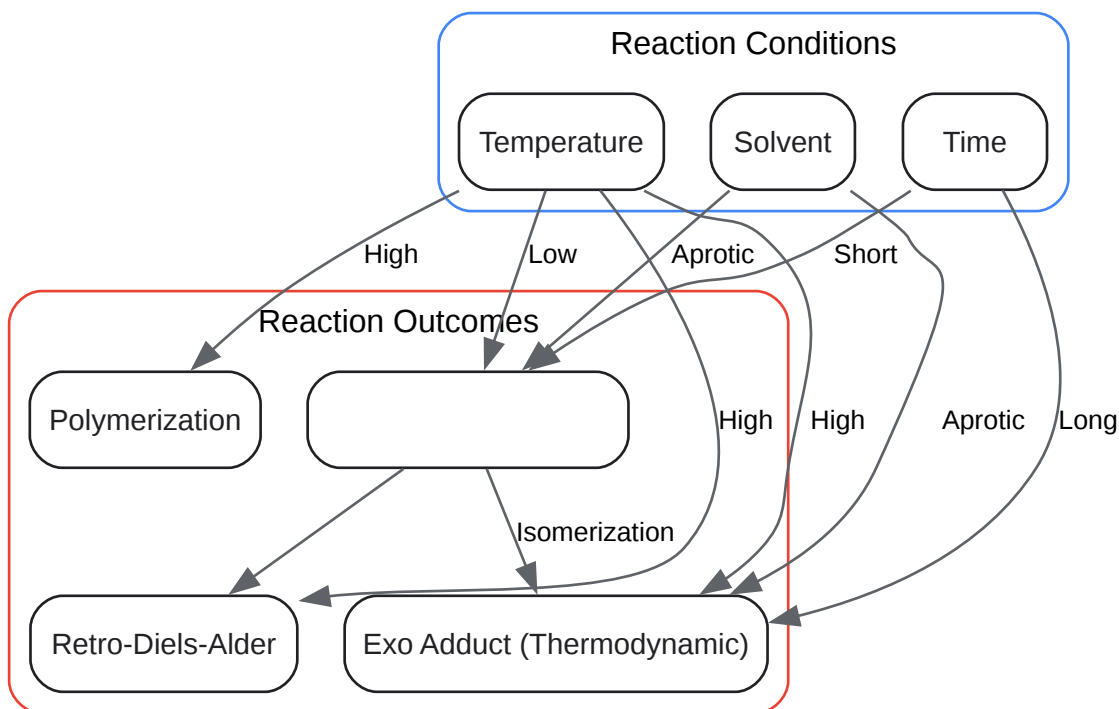 Reaction Conditions
Temperature
Solvent
Time
High
Low
Aprotic
Short
Reaction Outcomes
Polymerization
High
High
Aprotic
Long
Isomerization
Retro-Diels-Alder
Exo Adduct (Thermodynamic)